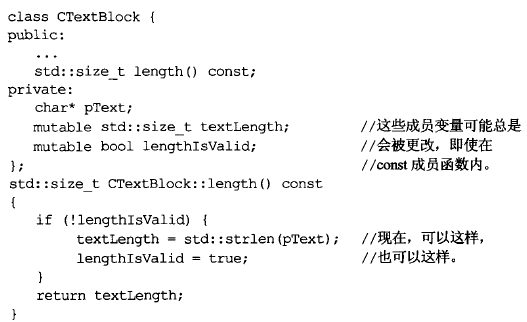 class CTextBlock {
public:
...
std::size_t length() const;
private:
char* pText;
mutable std::size_t textLength; //这些成员变量可能总是
mutable bool lengthIsValid; //会被更改，即使在
}; //const 成员函数内。
std::size_t CTextBlock::length() const
{
if (!lengthIsValid) {
textLength = std::strlen(pText); //现在，可以这样，
lengthIsValid = true; //也可以这样。
}
return textLength;
}